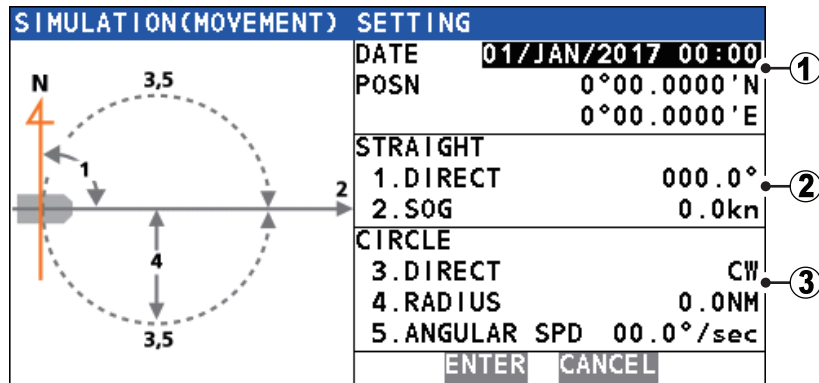 SIMULATION(MOVEMENT) SETTING
N
3,5
1
2
4
3,5
DATE 01/JAN/2017 00:00
POSN 0°00.0000'N
0°00.0000'E
1
STRAIGHT
1.DIRECT 000.0°
2.SOG 0.0kn
2
CIRCLE
3.DIRECT CW
4.RADIUS 0.0NM
5.ANGULAR SPD 00.0°/sec
3
ENTER CANCEL